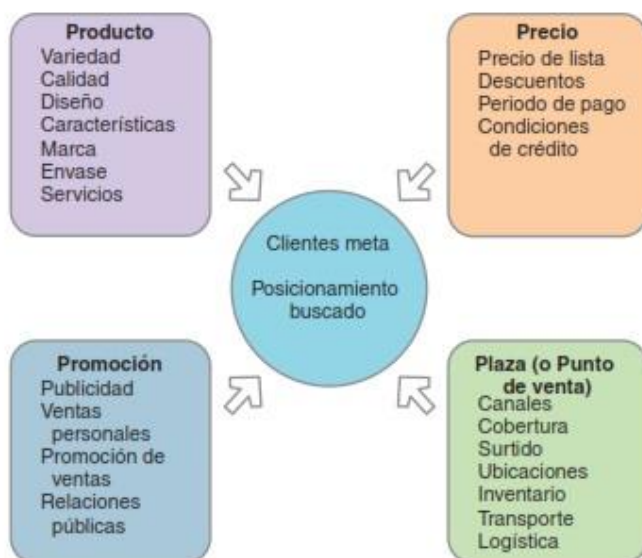 Producto
Variedad
Calidad
Diseño
Características
Marca
Envase
Servicios
Precio
Precio de lista
Descuentos
Periodo de pago
Condiciones
de crédito
Clientes meta
Posicionamiento
buscado
Promoción
Publicidad
Ventas
personales
Promoción de
ventas
Relaciones
públicas
Plaza (o Punto
de venta)
Canales
Cobertura
Surtido
Ubicaciones
Inventario
Transporte
Logística